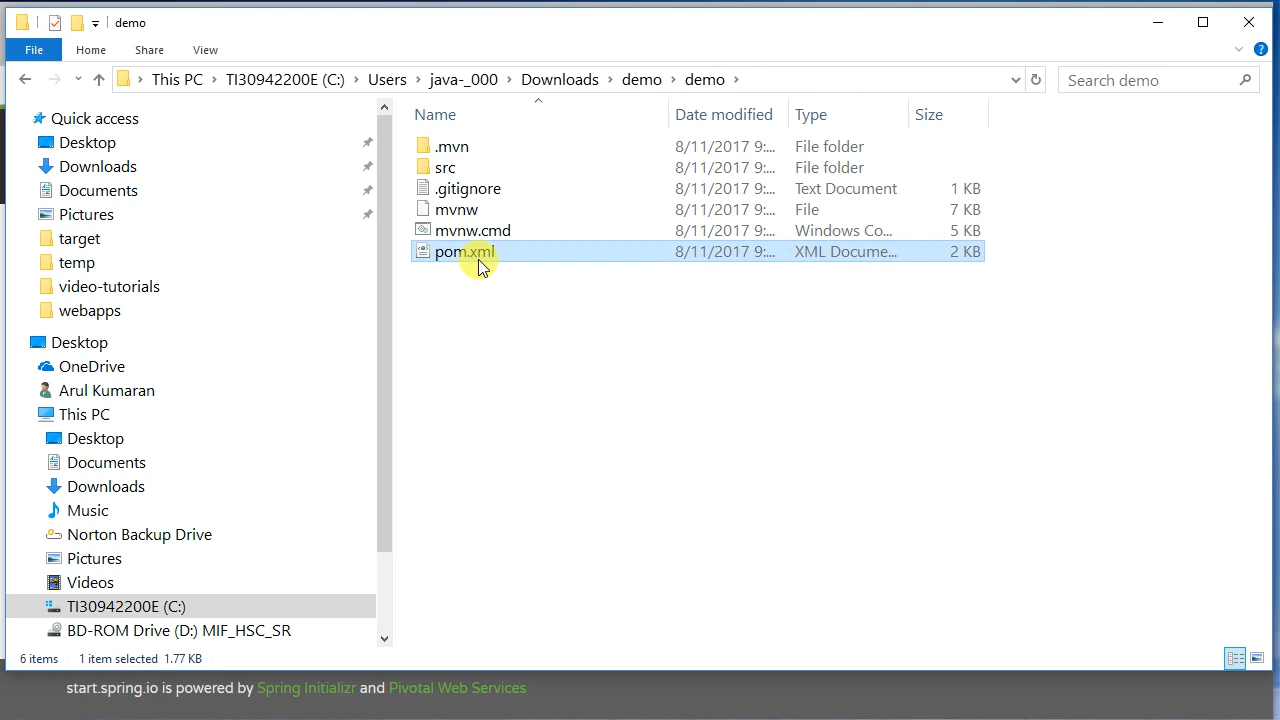 demo
File Home Share View
This PC TI30942200E (C:) Users java-_000 Downloads demo demo
Search demo
Quick access
Desktop
Downloads
Documents
Pictures
target
temp
video-tutorials
webapps
Desktop
OneDrive
Arul Kumaran
This PC
Desktop
Documents
Downloads
Music
Norton Backup Drive
Pictures
Videos
TI30942200E (C:)
BD-ROM Drive (D:) MIF_HSC_SR
Name Date modified Type Size
.mvn 8/11/2017 9:... File folder
src 8/11/2017 9:... File folder
.gitignore 8/11/2017 9:... Text Document 1 KB
mvnw 8/11/2017 9:... File 7 KB
mvnw.cmd 8/11/2017 9:... Windows Co... 5 KB
pom.xml 8/11/2017 9:... XML Docume... 2 KB
6 items 1 item selected 1.77 KB
start.spring.io is powered by Spring Initializr and Pivotal Web Services